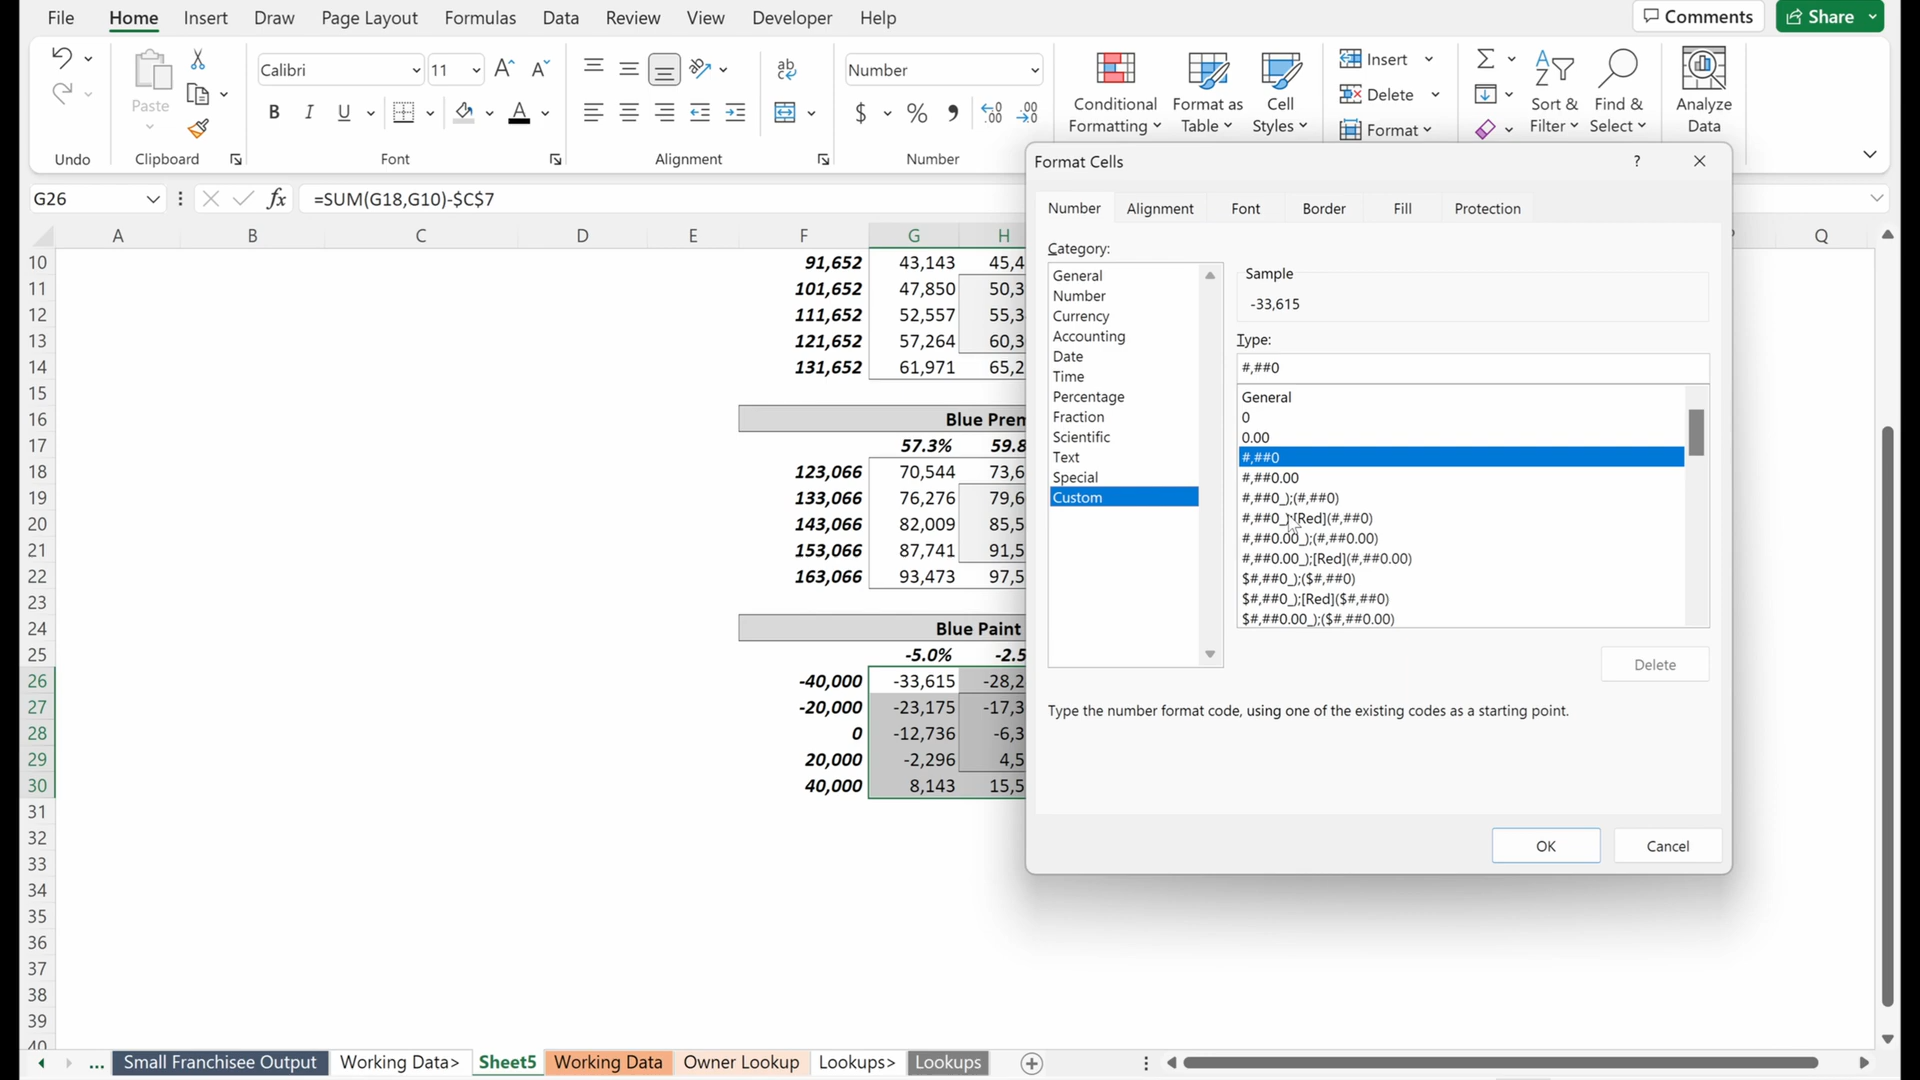 File Home Insert Draw Page Layout Formulas Data Review View Developer Help Comments Share
Calibri 11 A A ab Number Insert Σ A Z
Paste B I U A $ % .00 .00 Conditional Formatting Format as Table Cell Styles Delete Format Sort & Filter Find & Select Analyze Data
Undo Clipboard Font Alignment Number
G26 fx =SUM(G18,G10)-$C$7
A B C D E F G H Q
10 91,652 43,143 45,4
11 101,652 47,850 50,3
12 111,652 52,557 55,3
13 121,652 57,264 60,3
14 131,652 61,971 65,2
15
16 Blue Prem
17 57.3% 59.8
18 123,066 70,544 73,6
19 133,066 76,276 79,6
20 143,066 82,009 85,5
21 153,066 87,741 91,5
22 163,066 93,473 97,5
23
24 Blue Paint
25 -5.0% -2.5
26 -40,000 -33,615 -28,2
27 -20,000 -23,175 -17,3
28 0 -12,736 -6,3
29 20,000 -2,296 4,5
30 40,000 8,143 15,5
31
32
33
34
35
36
37
38
39
40
Format Cells ?
Number Alignment Font Border Fill Protection
Category:
General
Number
Currency
Accounting
Date
Time
Percentage
Fraction
Scientific
Text
Special
Custom
Sample
-33,615
Type:
#,##0
General
0
0.00
#,##0
#,##0.00
#,##0_);(#,##0)
#,##0_);[Red](#,##0)
#,##0.00_);(#,##0.00)
#,##0.00_);[Red](#,##0.00)
$#,##0_);($#,##0)
$#,##0_);[Red]($#,##0)
$#,##0.00_);($#,##0.00)
Delete
Type the number format code, using one of the existing codes as a starting point.
OK Cancel
... Small Franchisee Output Working Data> Sheet5 Working Data Owner Lookup Lookups> Lookups